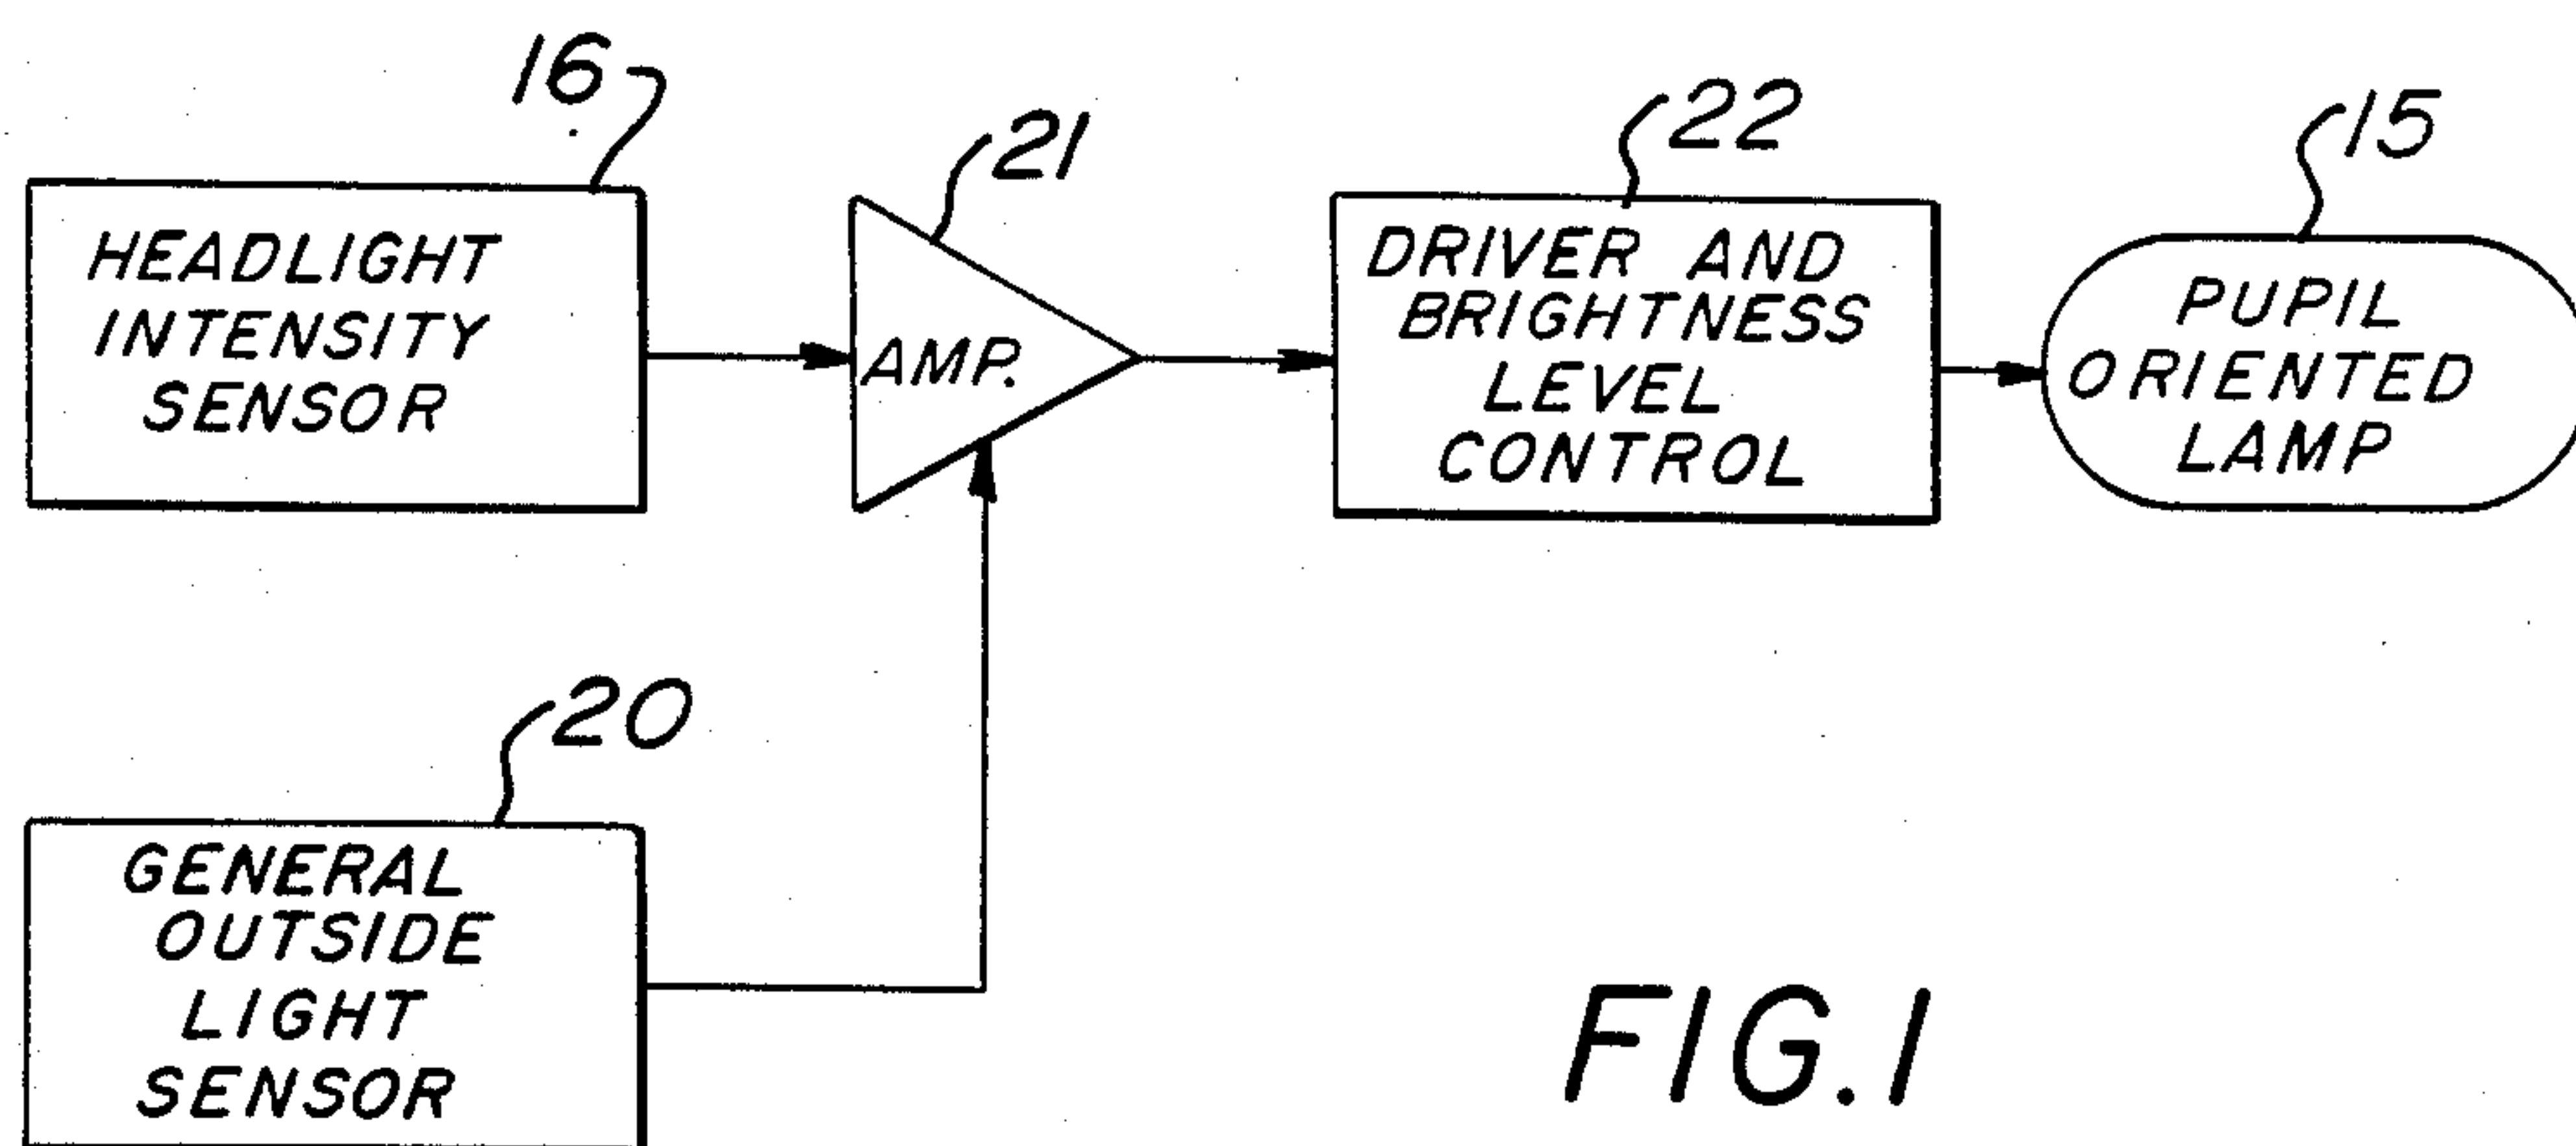 16
HEADLIGHT
INTENSITY
SENSOR
21
AMP.
22
DRIVER AND
BRIGHTNESS
LEVEL
CONTROL
15
PUPIL
ORIENTED
LAMP
20
GENERAL
OUTSIDE
LIGHT
SENSOR
FIG. 1